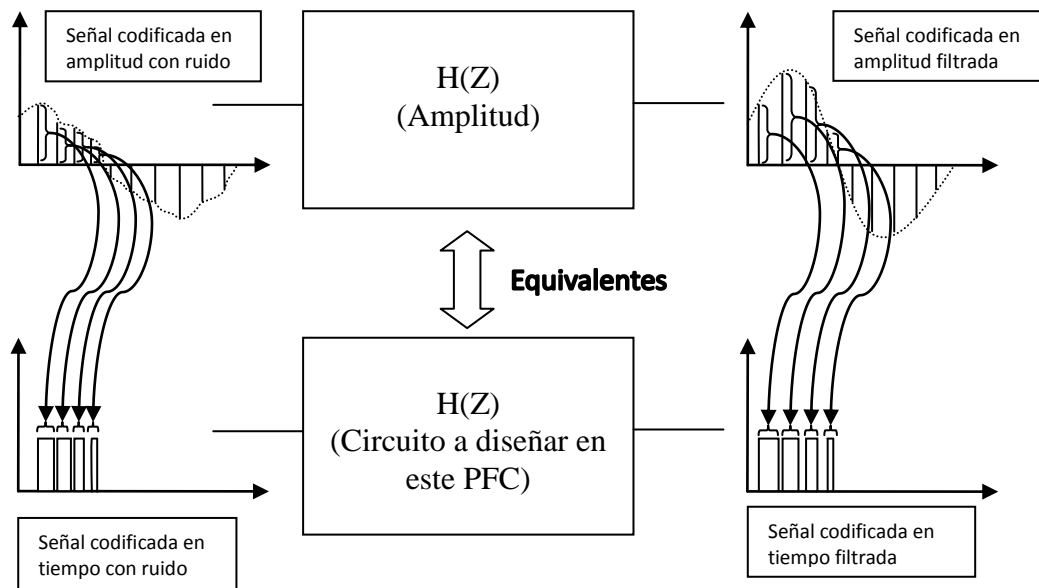 Señal codificada en
amplitud con ruido
H(Z)
(Amplitud)
Señal codificada en
amplitud filtrada
Equivalentes
H(Z)
(Circuito a diseñar en
este PFC)
Señal codificada en
tiempo con ruido
Señal codificada en
tiempo filtrada